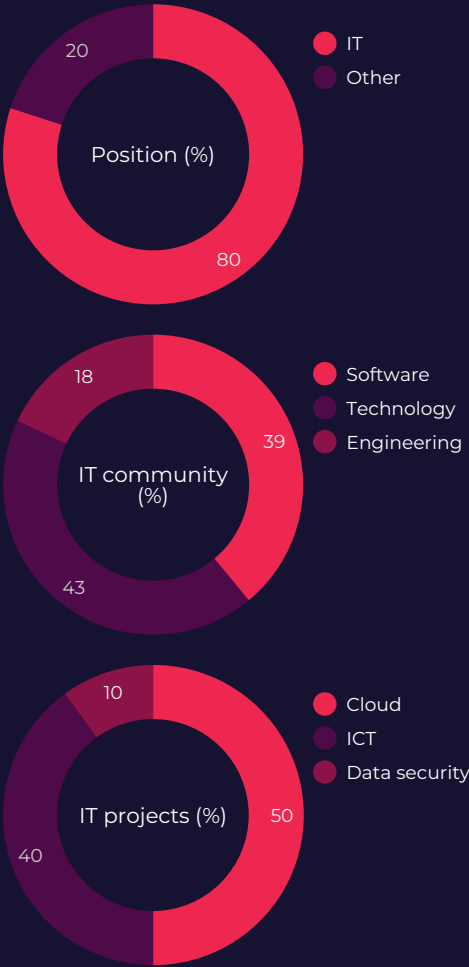 20
IT
Other
Position (%)
80
18
Software
Technology
Engineering
39
IT community
(%)
43
10
Cloud
ICT
Data security
IT projects (%)
50
40